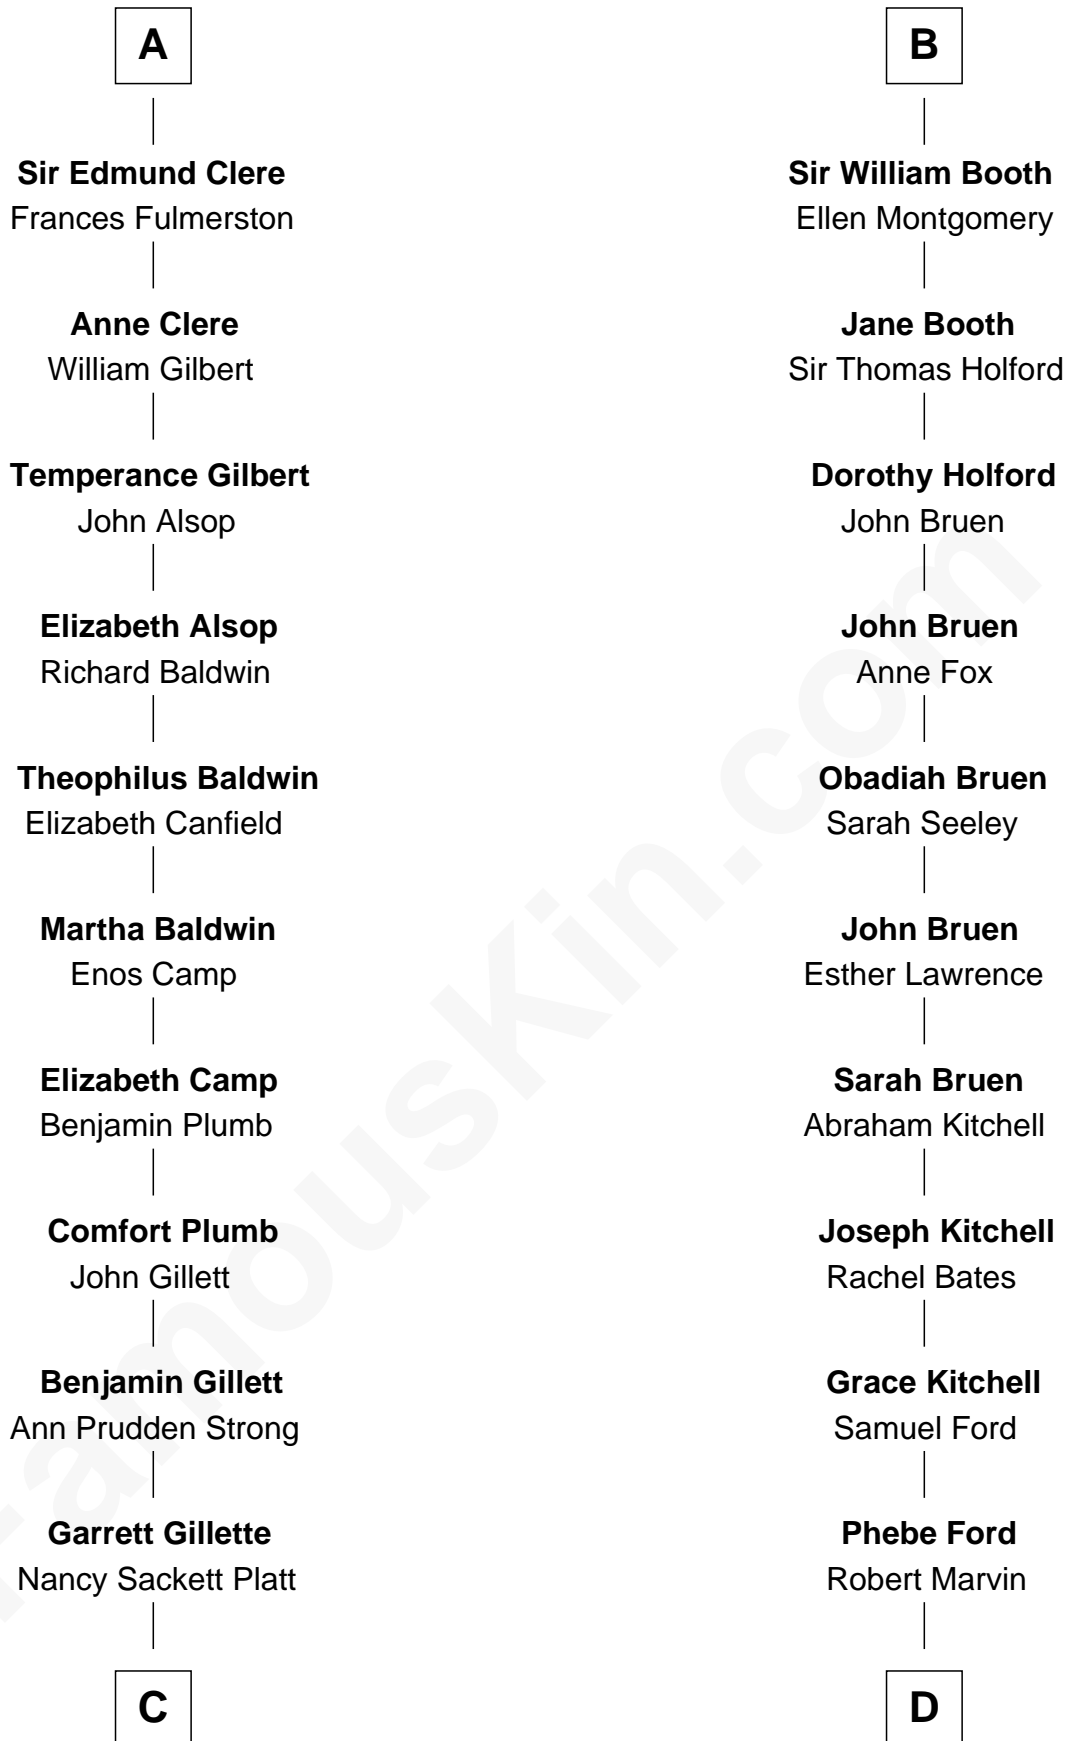 A
Sir Edmund Clere
Frances Fulmerston
Anne Clere
William Gilbert
Temperance Gilbert
John Alsop
Elizabeth Alsop
Richard Baldwin
Theophilus Baldwin
Elizabeth Canfield
Martha Baldwin
Enos Camp
Elizabeth Camp
Benjamin Plumb
Comfort Plumb
John Gillett
Benjamin Gillett
Ann Prudden Strong
Garrett Gillette
Nancy Sackett Platt
C
B
Sir William Booth
Ellen Montgomery
Jane Booth
Sir Thomas Holford
Dorothy Holford
John Bruen
John Bruen
Anne Fox
Obadiah Bruen
Sarah Seeley
John Bruen
Esther Lawrence
Sarah Bruen
Abraham Kitchell
Joseph Kitchell
Rachel Bates
Grace Kitchell
Samuel Ford
Phebe Ford
Robert Marvin
D
FamousKin.com